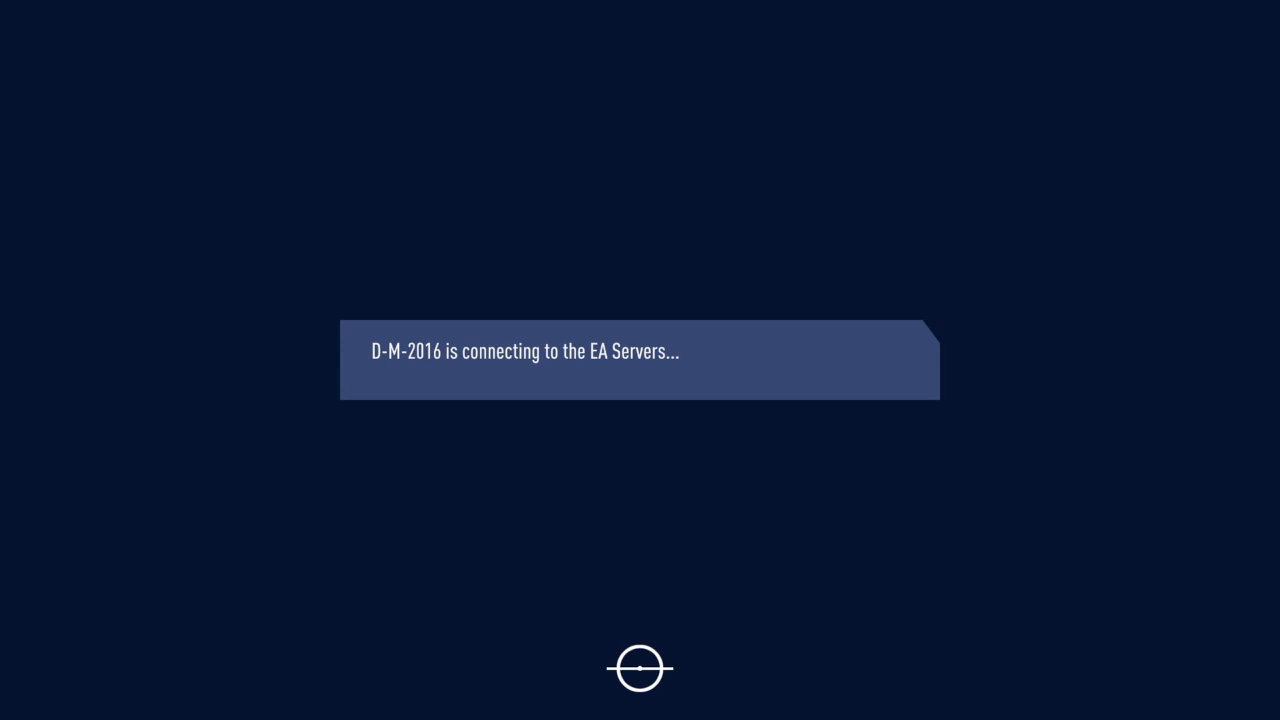 D-M-2016 is connecting to the EA Servers...